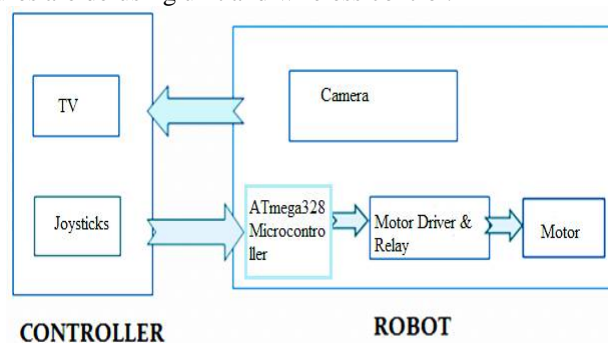 TV
Camera
Joysticks
ATmega328
Microcontro
ller
Motor Driver &
Relay
Motor
CONTROLLER
ROBOT